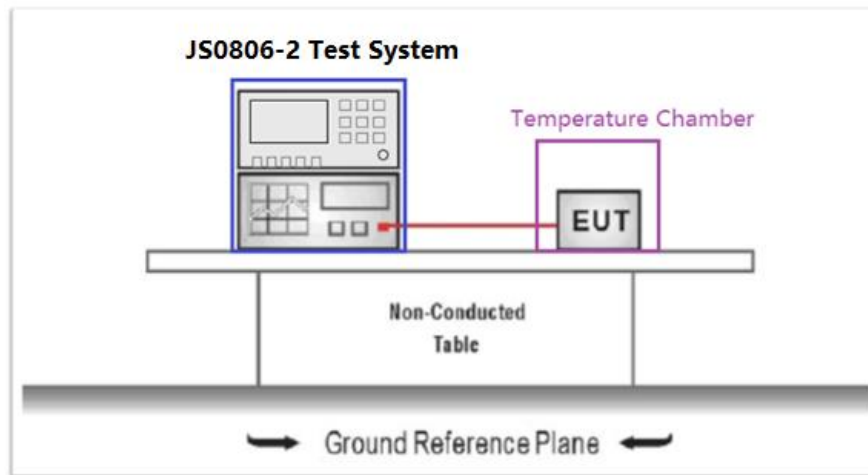 JS0806-2 Test System
Temperature Chamber
EUT
Non-Conducted
Table
Ground Reference Plane